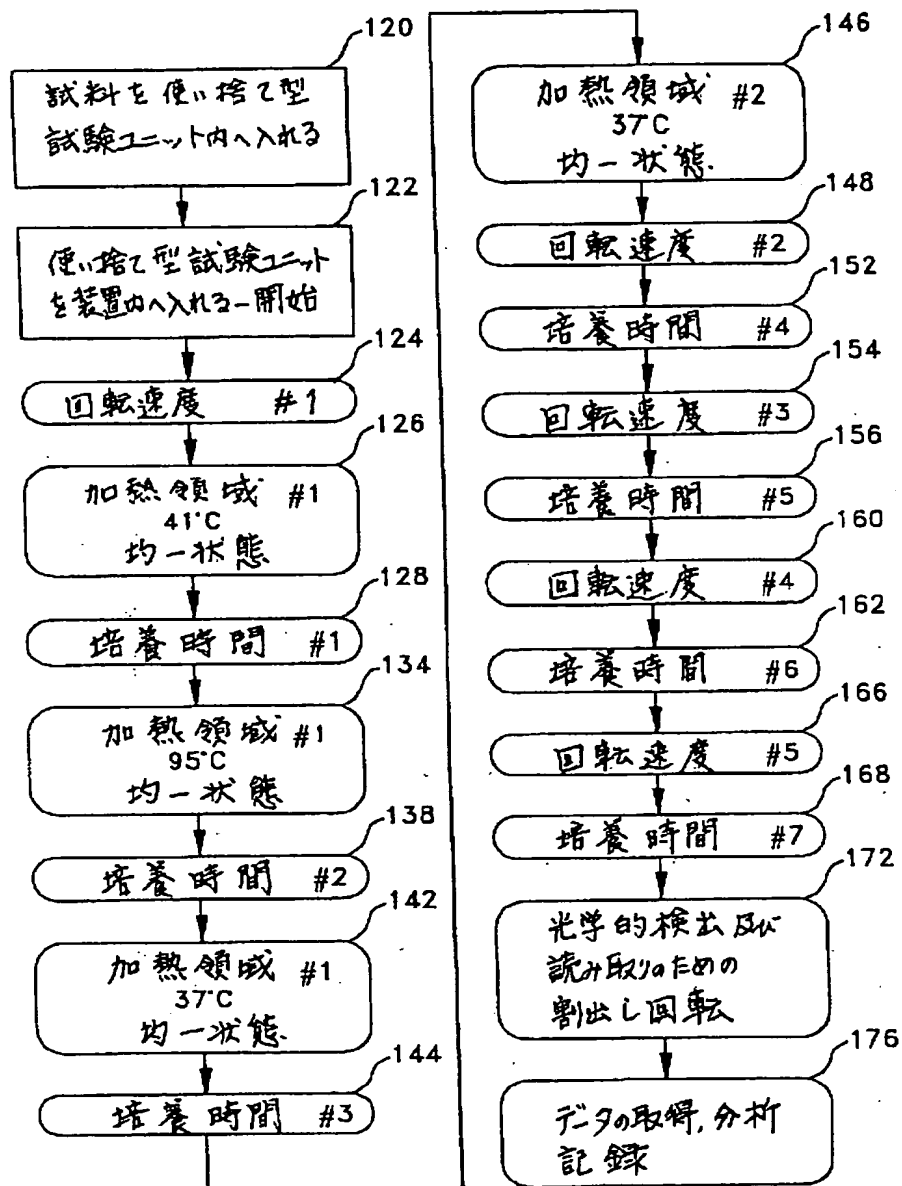 120
試料を使い捨て型
試験ユニット内へ入れる
122
使い捨て型試験ユニット
を装置内へ入れるー開始
124
回転速度 #1
126
加熱領域 #1
41°C
均一状態
128
培養時間 #1
134
加熱領域 #1
95°C
均一状態
138
培養時間 #2
142
加熱領域 #1
37°C
均一状態.
144
培養時間 #3
146
加熱領域 #2
37°C
均一状態.
148
回転速度 #2
152
培養時間 #4
154
回転速度 #3
156
培養時間 #5
160
回転速度 #4
162
培養時間 #6
166
回転速度 #5
168
培養時間 #7
172
光学的検出及び
読み取りのための
割出し回転
176
データの取得,分析
記録